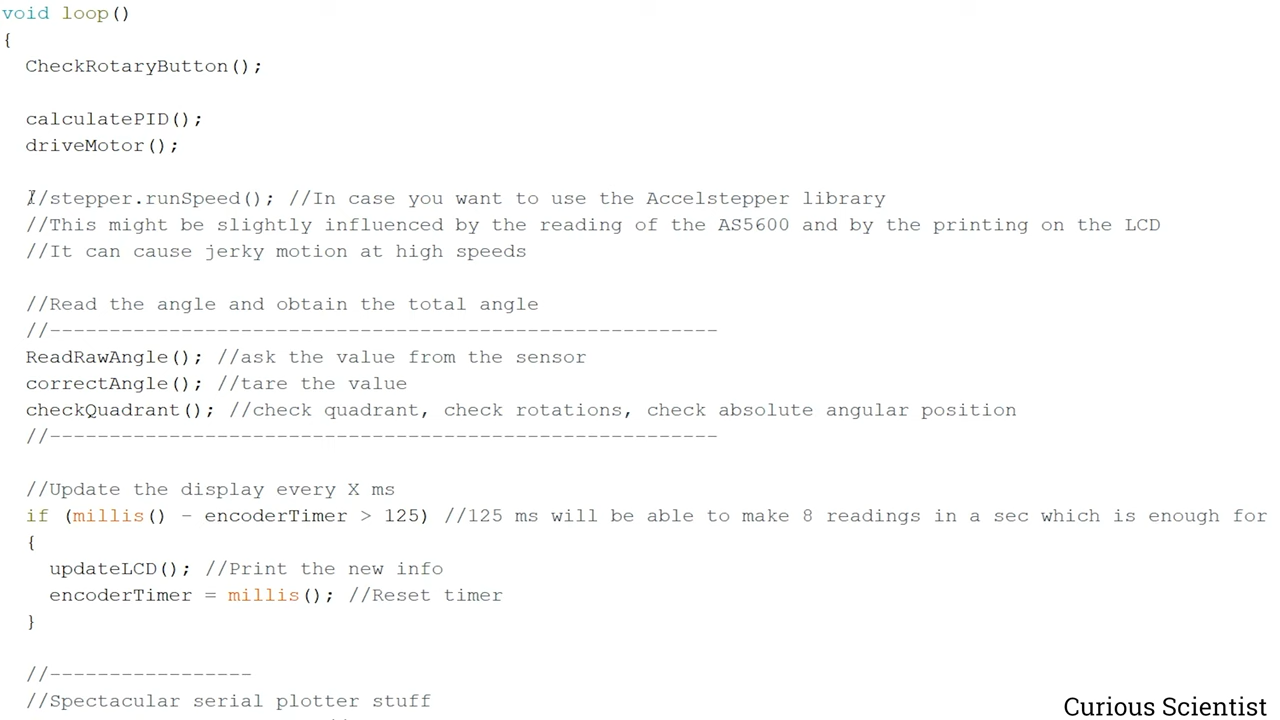 void loop()
{
CheckRotaryButton();
calculatePID();
driveMotor();
//stepper.runSpeed(); //In case you want to use the Accelstepper library
//This might be slightly influenced by the reading of the AS5600 and by the printing on the LCD
//It can cause jerky motion at high speeds
//Read the angle and obtain the total angle
//--------------------------------------------------------
ReadRawAngle(); //ask the value from the sensor
correctAngle(); //tare the value
checkQuadrant(); //check quadrant, check rotations, check absolute angular position
//--------------------------------------------------------
//Update the display every X ms
if (millis() - encoderTimer > 125) //125 ms will be able to make 8 readings in a sec which is enough for
{
updateLCD(); //Print the new info
encoderTimer = millis(); //Reset timer
}
//-----------------
//Spectacular serial plotter stuff
Curious Scientist